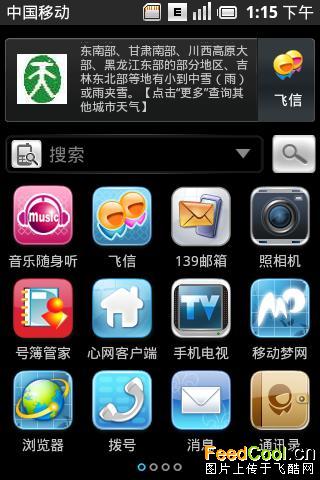 中国移动
E
1:15 下午
东南部、甘肃南部、川西高原大
部、黑龙江东部的部分地区、吉
林东北部等地有小到中雪（雨）
或雨夹雪。【点击“更多”查询其
他城市天气】
飞信
搜索
Music
音乐随身听
飞信
139邮箱
照相机
TV
号簿管家
心网客户端
手机电视
移动梦网
浏览器
拨号
消息
通讯录
FeedCool.cn
图片上传于飞酷网